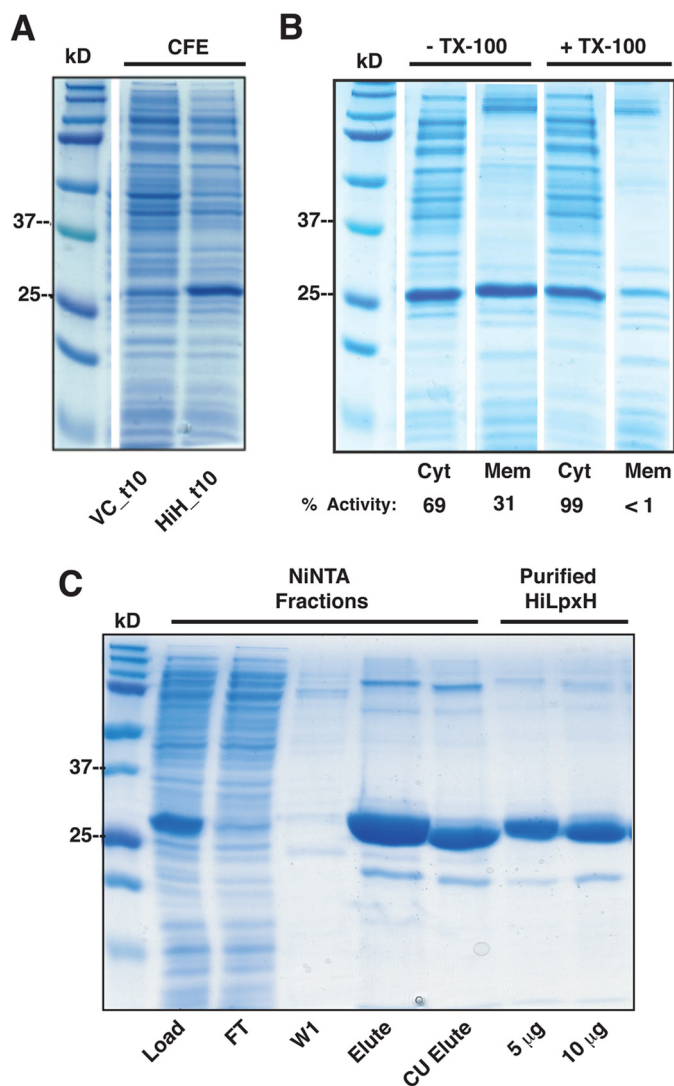 A
kD
CFE
37--
25--
VC_t10
HiH_t10
B
kD
- TX-100
+ TX-100
37--
25--
Cyt
Mem
Cyt
Mem
% Activity:
69
31
99
< 1
C
kD
NiNTA
Fractions
Purified
HiLpxH
37--
25--
Load
FT
W1
Elute
CU Elute
5 μg
10 μg